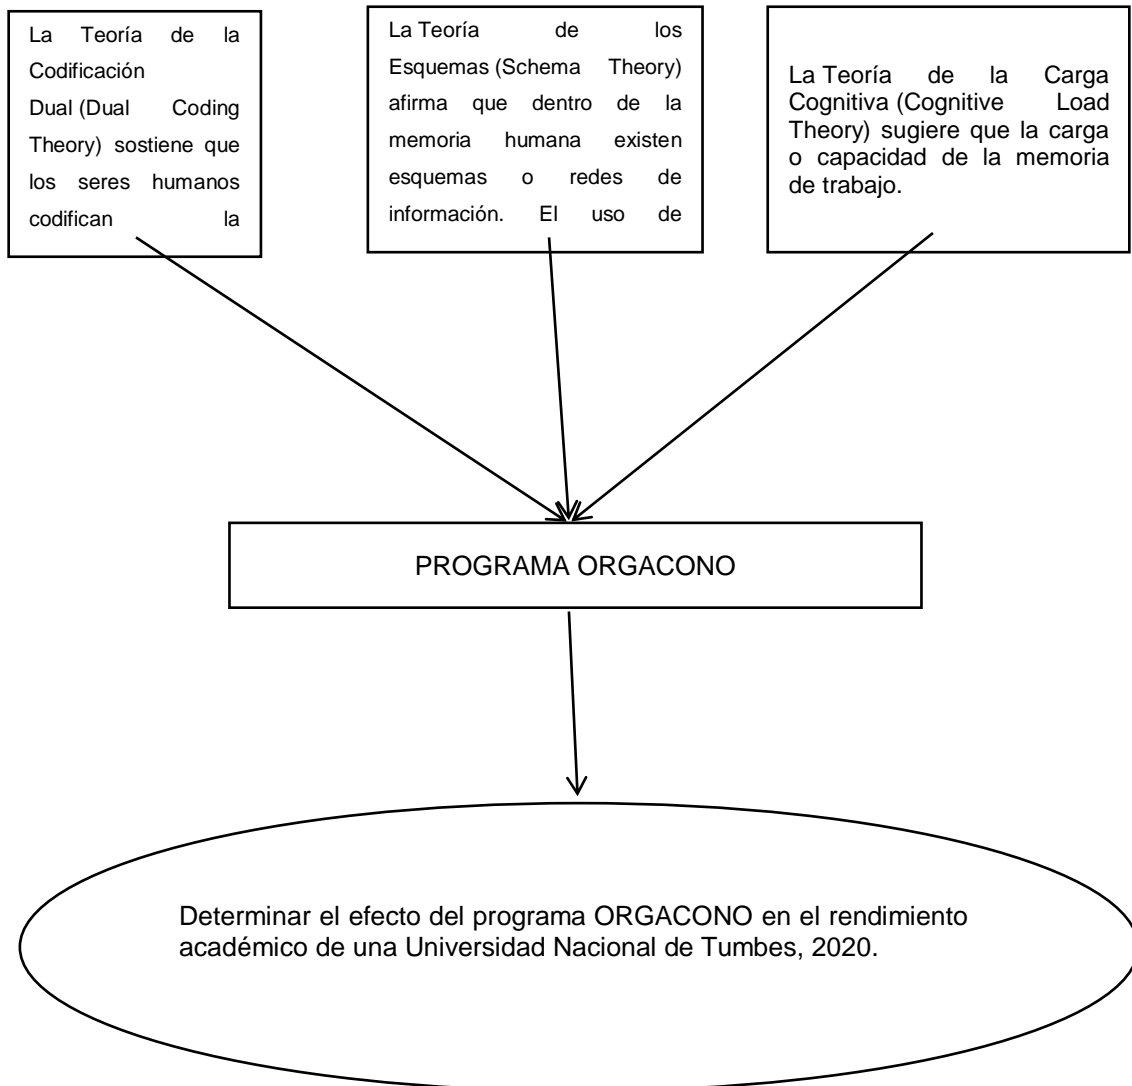 La Teoría de la
Codificación
Dual (Dual Coding
Theory) sostiene que
los seres humanos
codifican la
La Teoría de los
Esquemas (Schema Theory)
afirma que dentro de la
memoria humana existen
esquemas o redes de
información. El uso de
La Teoría de la Carga
Cognitiva (Cognitive Load
Theory) sugiere que la carga
o capacidad de la memoria
de trabajo.
PROGRAMA ORGACONO
Determinar el efecto del programa ORGACONO en el rendimiento
académico de una Universidad Nacional de Tumbes, 2020.